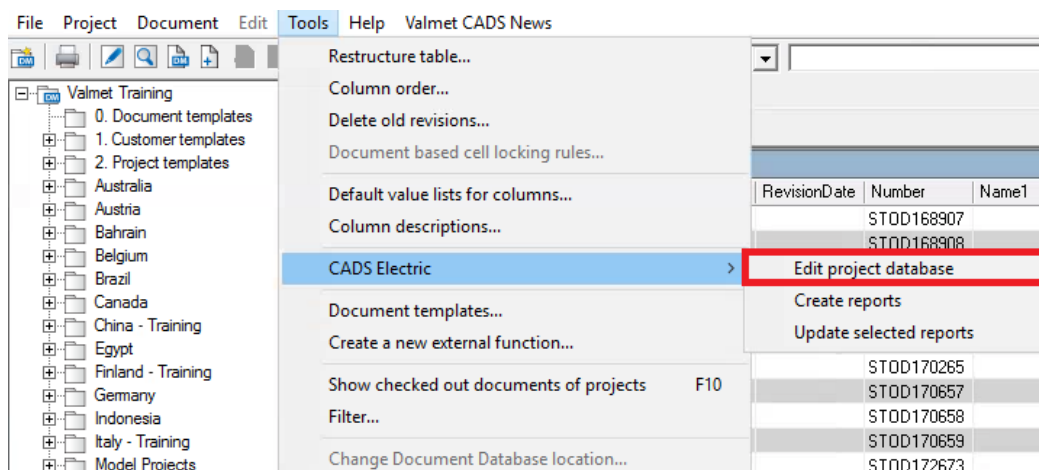 File Project Document Edit Tools Help Valmet CADS News
Restructure table...
Column order...
Delete old revisions...
Document based cell locking rules...
Default value lists for columns...
Column descriptions...
CADS Electric
Document templates...
Create a new external function...
Show checked out documents of projects F10
Filter...
Change Document Database location...
Edit project database
Create reports
Update selected reports
Valmet Training
0. Document templates
1. Customer templates
2. Project templates
Australia
Austria
Bahrain
Belgium
Brazil
Canada
China - Training
Egypt
Finland - Training
Germany
Indonesia
Italy - Training
Model Projects
RevisionDate Number Name1
STOD168907
STOD168908
STOD170265
STOD170657
STOD170658
STOD170659
STOD172673